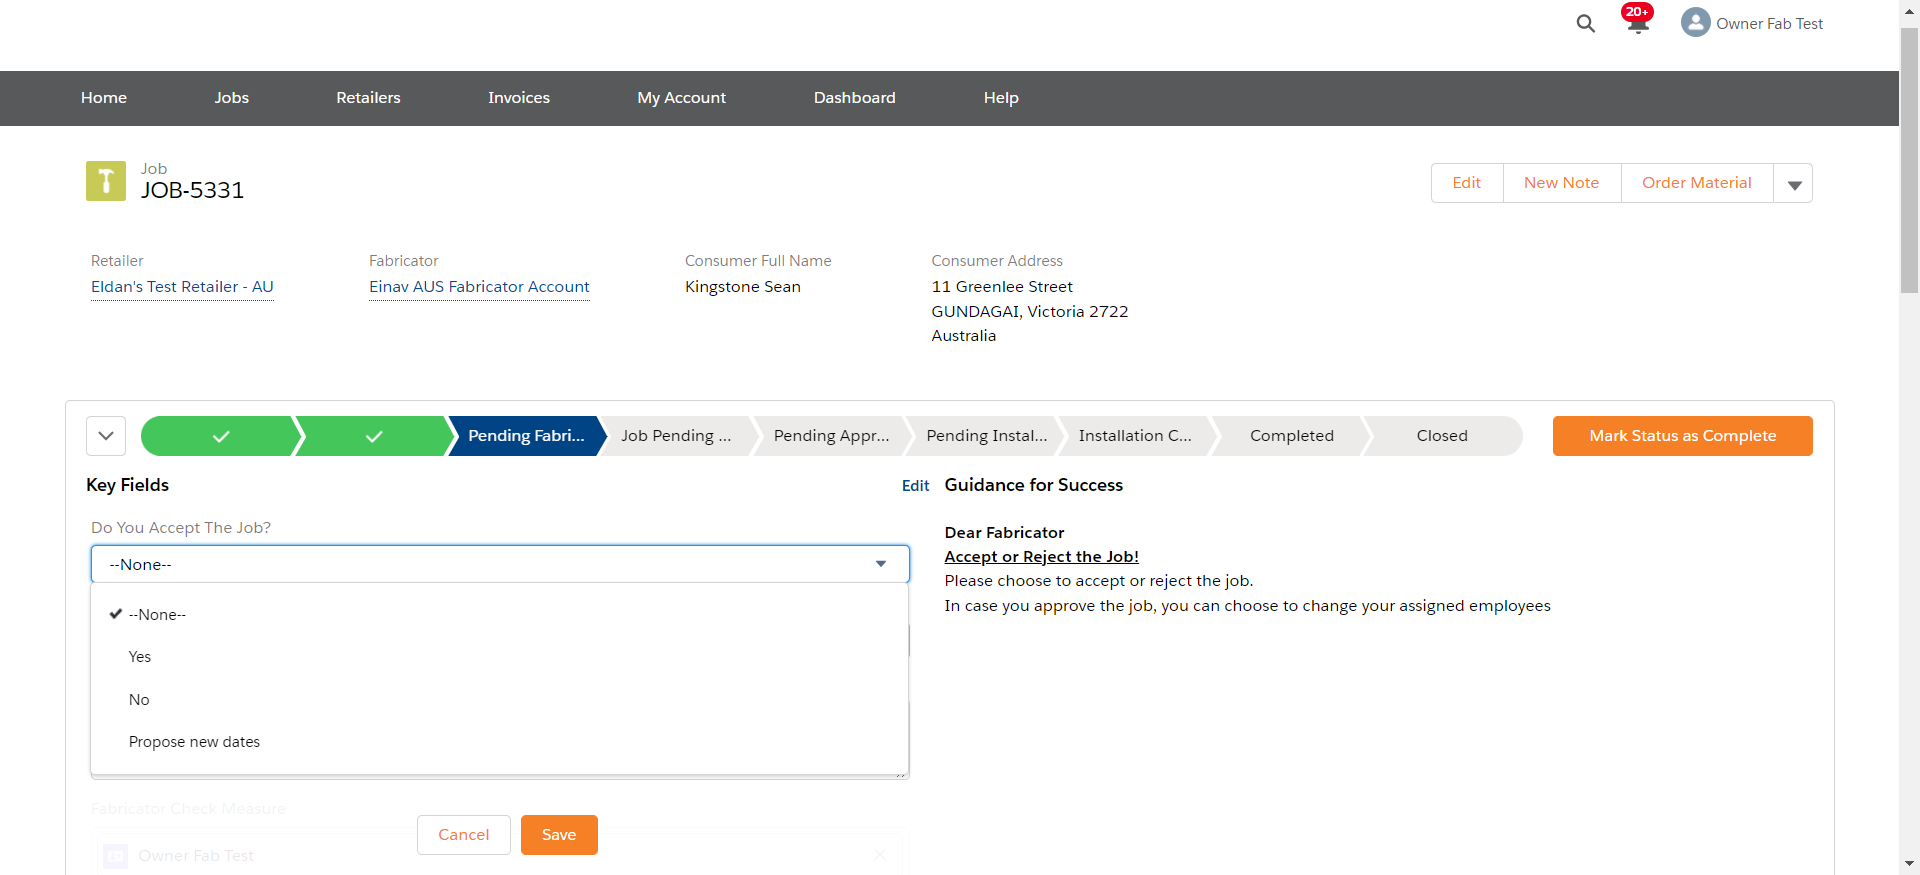 20+
Owner Fab Test
Home Jobs Retailers Invoices My Account Dashboard Help
Job
JOB-5331
Edit New Note Order Material
Retailer Fabricator Consumer Full Name Consumer Address
Eldan's Test Retailer - AU Einav AUS Fabricator Account Kingstone Sean 11 Greenlee Street
GUNDAGAI, Victoria 2722
Australia
Pending Fabri... Job Pending ... Pending Appr... Pending Instal... Installation C... Completed Closed Mark Status as Complete
Key Fields Edit Guidance for Success
Do You Accept The Job?
--None--
--None--
Yes
No
Propose new dates
Dear Fabricator
Accept or Reject the Job!
Please choose to accept or reject the job.
In case you approve the job, you can choose to change your assigned employees
Fabricator Check Measure
Cancel Save
Owner Fab Test